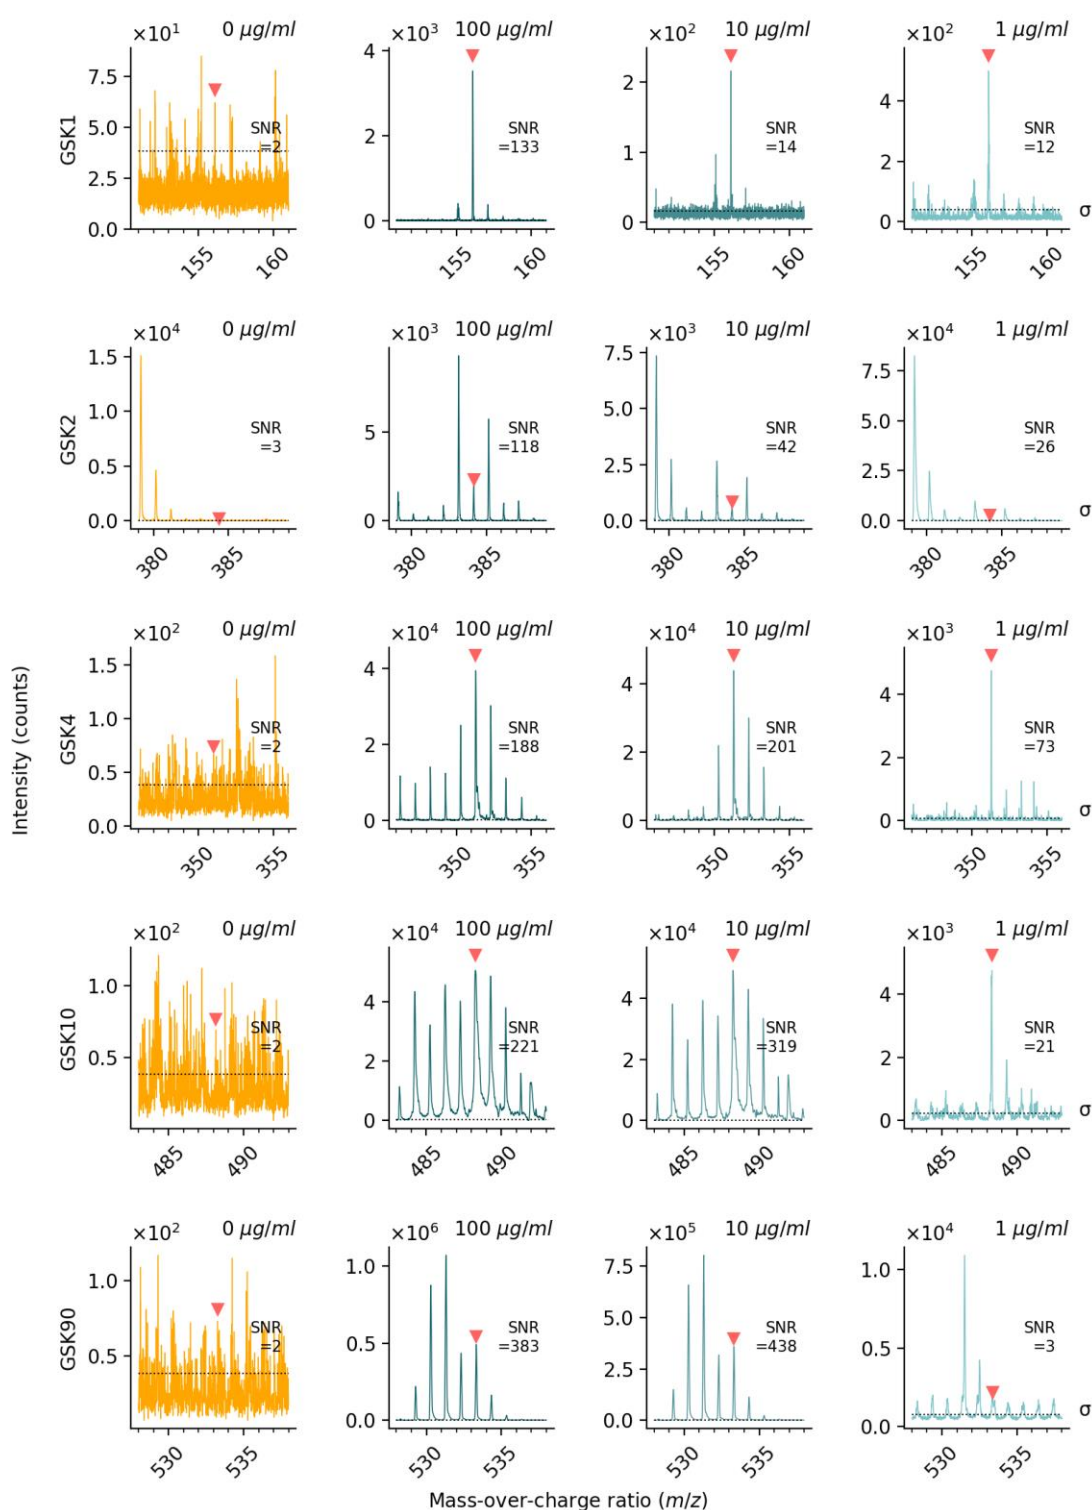 ×10¹ 0 µg/ml ×10³ 100 µg/ml ×10² 10 µg/ml ×10² 1 µg/ml
GSK1
7.5
5.0
2.5
0.0
SNR
=2
155 160
4
2
0
SNR
=133
155 160
2
1
0
SNR
=14
155 160
4
2
0
SNR
=12
σ
155 160
×10⁴ 0 µg/ml ×10³ 100 µg/ml ×10³ 10 µg/ml ×10⁴ 1 µg/ml
GSK2
1.5
1.0
0.5
0.0
SNR
=3
380 385
5
0
SNR
=118
380 385
7.5
5.0
2.5
0.0
SNR
=42
380 385
7.5
5.0
2.5
0.0
SNR
=26
σ
380 385
Intensity (counts)
×10² 0 µg/ml ×10⁴ 100 µg/ml ×10⁴ 10 µg/ml ×10³ 1 µg/ml
GSK4
1.5
1.0
0.5
0.0
SNR
=2
350 355
4
2
0
SNR
=188
350 355
4
2
0
SNR
=201
350 355
4
2
0
SNR
=73
σ
350 355
×10² 0 µg/ml ×10⁴ 100 µg/ml ×10⁴ 10 µg/ml ×10³ 1 µg/ml
GSK10
1.0
0.5
SNR
=2
485 490
4
2
0
SNR
=221
485 490
4
2
0
SNR
=319
485 490
4
2
0
SNR
=21
σ
485 490
×10² 0 µg/ml ×10⁶ 100 µg/ml ×10⁵ 10 µg/ml ×10⁴ 1 µg/ml
GSK90
1.0
0.5
SNR
=2
530 535
1.0
0.5
0.0
SNR
=383
530 535
7.5
5.0
2.5
0.0
SNR
=438
530 535
1.0
0.5
0.0
SNR
=3
σ
530 535
Mass-over-charge ratio (m/z)